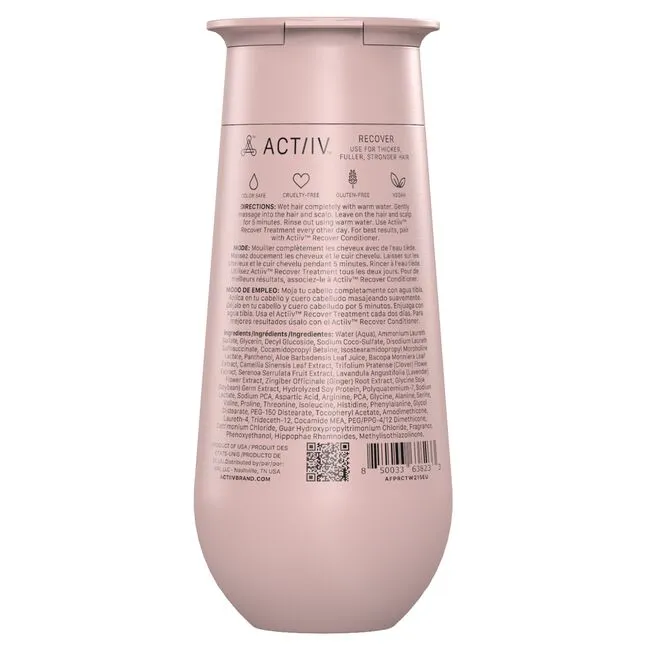 ACTIIV™
RECOVER
USE FOR THICKER,
FULLER, STRONGER HAIR
COLOR SAFE
CRUELTY-FREE
GLUTEN-FREE
VEGAN
DIRECTIONS: Wet hair completely with warm water. Gently
massage into the hair and scalp. Leave on the hair and scalp
for 5 minutes. Rinse out using warm water. Use Actiiv™
Recover Treatment every other day. For best results, pair
with Actiiv™ Recover Conditioner.
MODE: Mouiller complètement les cheveux avec de l'eau tiède.
Massez doucement les cheveux et le cuir chevelu. Laisser sur les
cheveux et le cuir chevelu pendant 5 minutes. Rincer à l'eau tiède.
Utilisez Actiiv™ Recover Treatment tous les deux jours. Pour de
meilleurs résultats, associez-le à Actiiv™ Recover Conditioner.
MODO DE EMPLEO: Moja tu cabello completamente con agua tibia.
Aplica en tu cabello y cuero cabelludo masajeando suavemente.
Déjalo en tu cabello y cuero cabelludo por 5 minutos. Enjuaga con
agua tibia. Usa el Actiiv™ Recover Treatment cada dos días. Para
mejores resultados úsalo con el Actiiv™ Recover Conditioner.
Ingredients/Ingrédients/Ingredientes: Water (Aqua), Ammonium Laureth
Sulfate, Glycerin, Decyl Glucoside, Sodium Coco-Sulfate, Disodium Laureth
Sulfosuccinate, Cocamidopropyl Betaine, Isostearamidopropyl Morpholine
Lactate, Panthenol, Aloe Barbadensis Leaf Juice, Bacopa Monniera Leaf
Extract, Camellia Sinensis Leaf Extract, Trifolium Pratense (Clover) Flower
Extract, Serenoa Serrulata Fruit Extract, Lavandula Angustifolia (Lavender)
Flower Extract, Zingiber Officinale (Ginger) Root Extract, Glycine Soja
(Soybean) Germ Extract, Hydrolyzed Soy Protein, Polyquaternium-7, Sodium
Lactate, Sodium PCA, Aspartic Acid, Arginine, PCA, Glycine, Alanine, Serine,
Valine, Proline, Threonine, Isoleucine, Histidine, Phenylalanine, Glycol
Distearate, PEG-150 Distearate, Tocopheryl Acetate, Amodimethicone,
Laureth-4, Trideceth-12, Cocamide MEA, PEG/PPG-4/12 Dimethicone,
Cetrimonium Chloride, Guar Hydroxypropyltrimonium Chloride, Fragrance,
Phenoxyethanol, Hippophae Rhamnoides, Methylisothiazolinone.
PRODUCT OF USA / PRODUIT DES
ÉTATS-UNIS /PRODUCTO DE
EE.UU.Distributed by/par/por:
LLC - Nashville, TN USA
ACTIIVBRAND.COM
8 50033 63823 3
AFPRCTW215EU